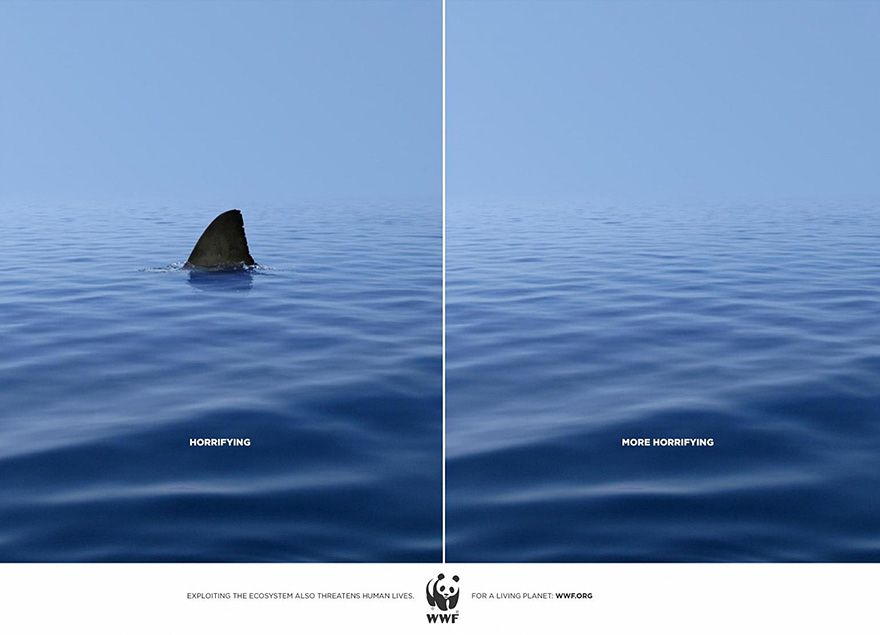 HORRIFYING
MORE HORRIFYING
EXPLOITING THE ECOSYSTEM ALSO THREATENS HUMAN LIVES.
WWF
FOR A LIVING PLANET: WWF.ORG